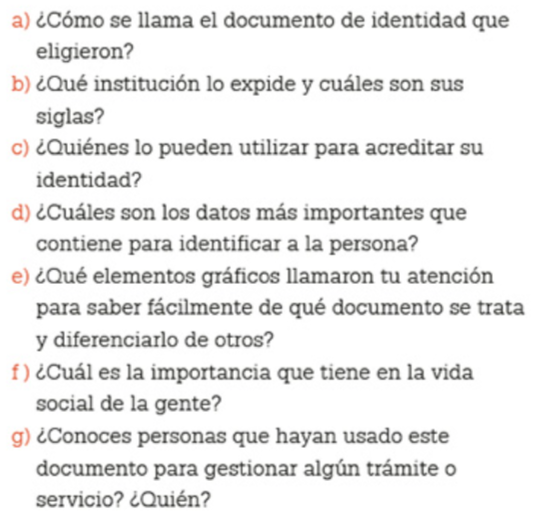 a) ¿Cómo se llama el documento de identidad que
eligieron?
b) ¿Qué institución lo expide y cuáles son sus
siglas?
c) ¿Quiénes lo pueden utilizar para acreditar su
identidad?
d) ¿Cuáles son los datos más importantes que
contiene para identificar a la persona?
e) ¿Qué elementos gráficos llamaron tu atención
para saber fácilmente de qué documento se trata
y diferenciarlo de otros?
f ) ¿Cuál es la importancia que tiene en la vida
social de la gente?
g) ¿Conoces personas que hayan usado este
documento para gestionar algún trámite o
servicio? ¿Quién?